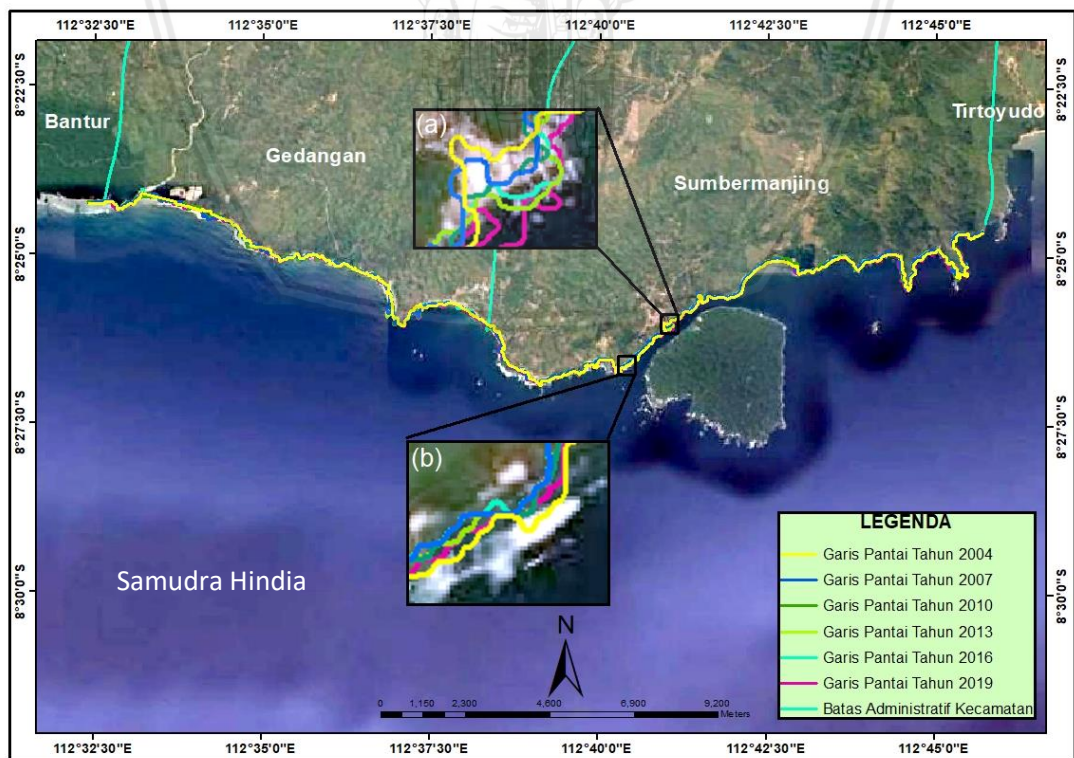 112°32'30"E 112°35'0"E 112°37'30"E 112°40'0"E 112°42'30"E 112°45'0"E
8°22'30"S
8°22'30"S
Bantur
Gedangan
(a)
Tirtoyudo
Sumbermanjing
8°25'0"S
8°25'0"S
8°27'30"S
8°27'30"S
(b)
Samudra Hindia
8°30'0"S
8°30'0"S
LEGENDA
Garis Pantai Tahun 2004
Garis Pantai Tahun 2007
Garis Pantai Tahun 2010
Garis Pantai Tahun 2013
Garis Pantai Tahun 2016
Garis Pantai Tahun 2019
Batas Administratif Kecamatan
N
0 1,150 2,300 4,600 6,900 9,200
Meters
112°32'30"E 112°35'0"E 112°37'30"E 112°40'0"E 112°42'30"E 112°45'0"E